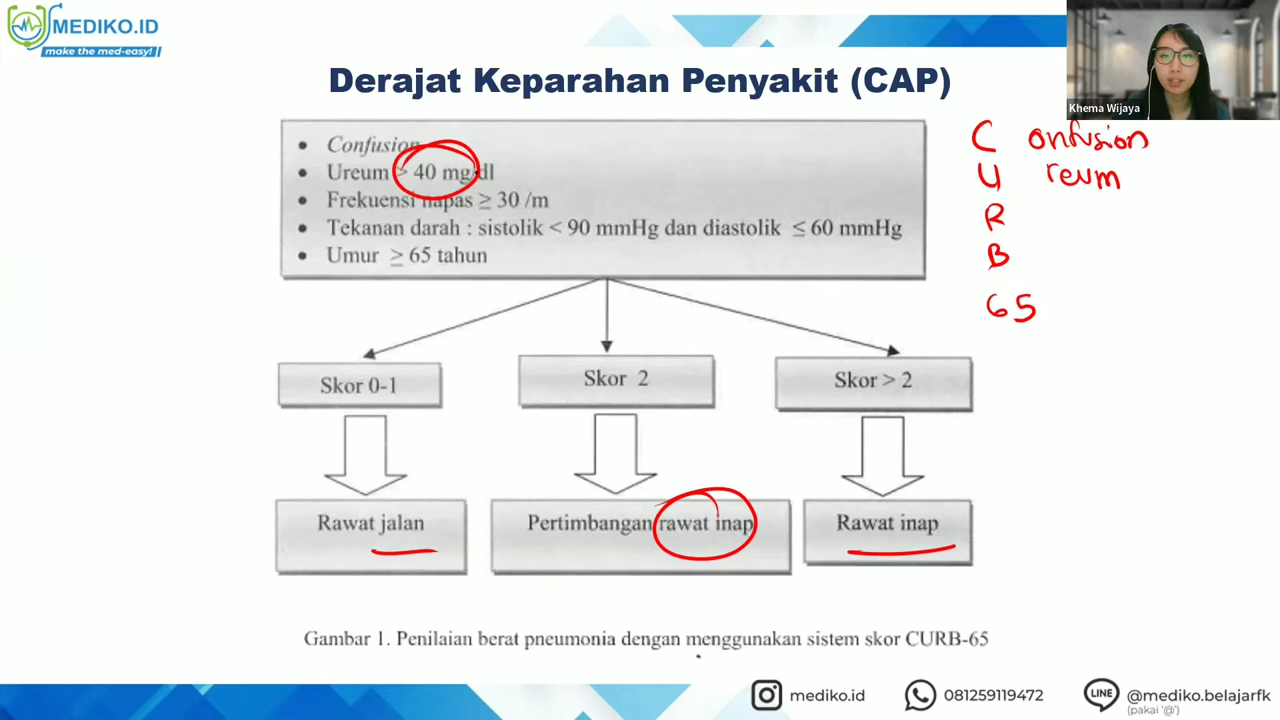 MEDIKO.ID
make the med-easy!
Derajat Keparahan Penyakit (CAP)
Khema Wijaya
• Confusion
• Ureum > 40 mg/dl
• Frekuensi napas ≥ 30 /m
• Tekanan darah : sistolik < 90 mmHg dan diastolik ≤ 60 mmHg
• Umur ≥ 65 tahun
C onfusion
U reum
R
B
65
Skor 0-1
Skor 2
Skor > 2
Rawat jalan
Pertimbangan rawat inap
Rawat inap
Gambar 1. Penilaian berat pneumonia dengan menggunakan sistem skor CURB-65
mediko.id
081259119472
LINE
@mediko.belajarfk
(pakai '@')